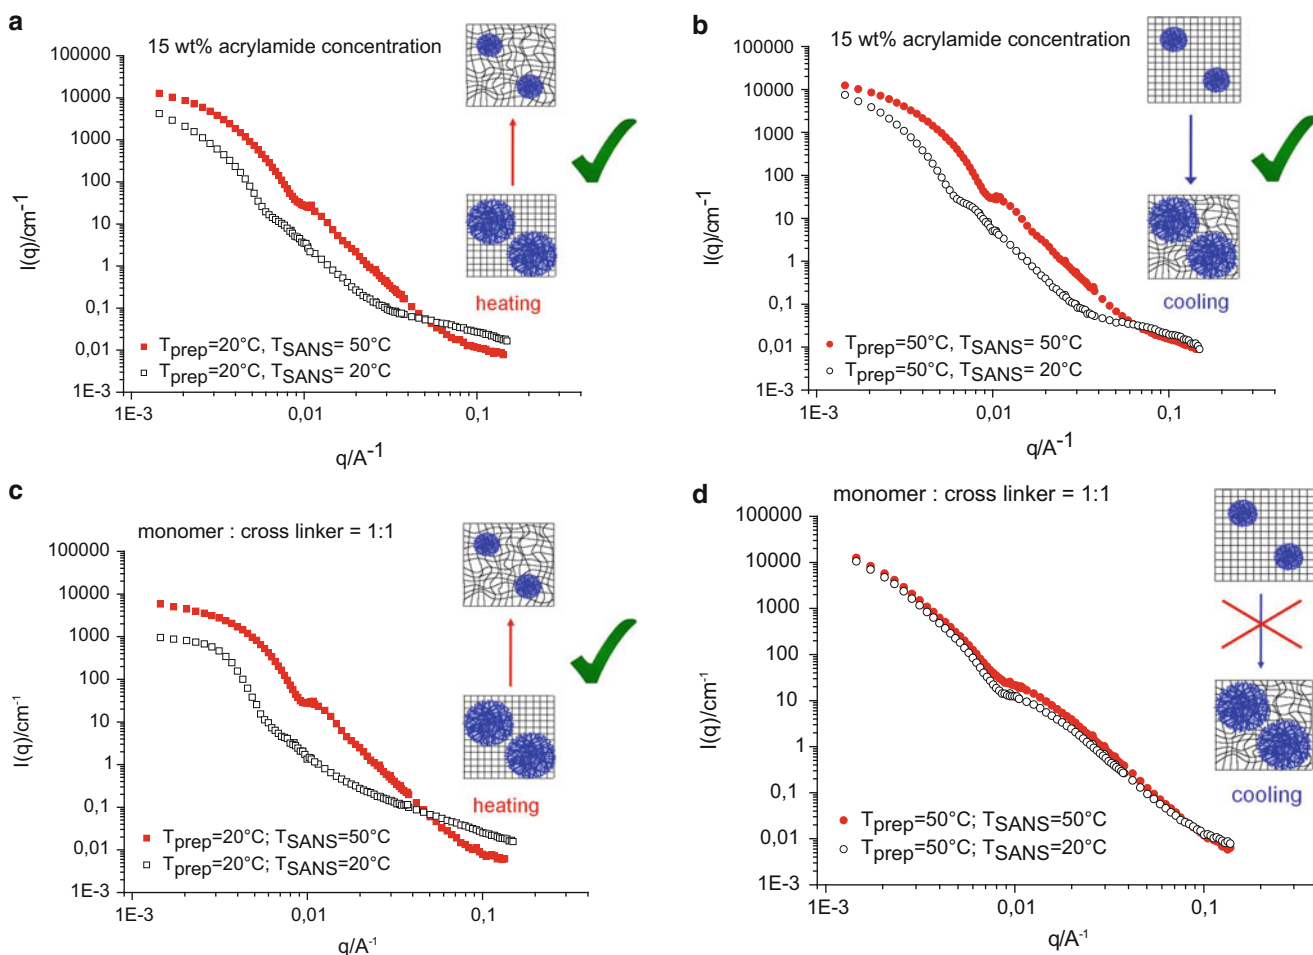 a
15 wt% acrylamide concentration
100000
10000
1000
100
10
1
0,1
0,01
1E-3
I(q)/cm-1
heating
Tprep=20°C, TSANS= 50°C
Tprep=20°C, TSANS= 20°C
1E-3
0,01
0,1
q/A-1
b
15 wt% acrylamide concentration
100000
10000
1000
100
10
1
0,1
0,01
1E-3
I(q)/cm-1
cooling
Tprep=50°C, TSANS= 50°C
Tprep=50°C, TSANS= 20°C
1E-3
0,01
0,1
q/A-1
c
monomer : cross linker = 1:1
100000
10000
1000
100
10
1
0,1
0,01
1E-3
I(q)/cm-1
heating
Tprep=20°C; TSANS=50°C
Tprep=20°C; TSANS=20°C
1E-3
0,01
0,1
q/A-1
d
monomer : cross linker = 1:1
100000
10000
1000
100
10
1
0,1
0,01
1E-3
I(q)/cm-1
cooling
Tprep=50°C; TSANS=50°C
Tprep=50°C; TSANS=20°C
1E-3
0,01
0,1
q/A-1